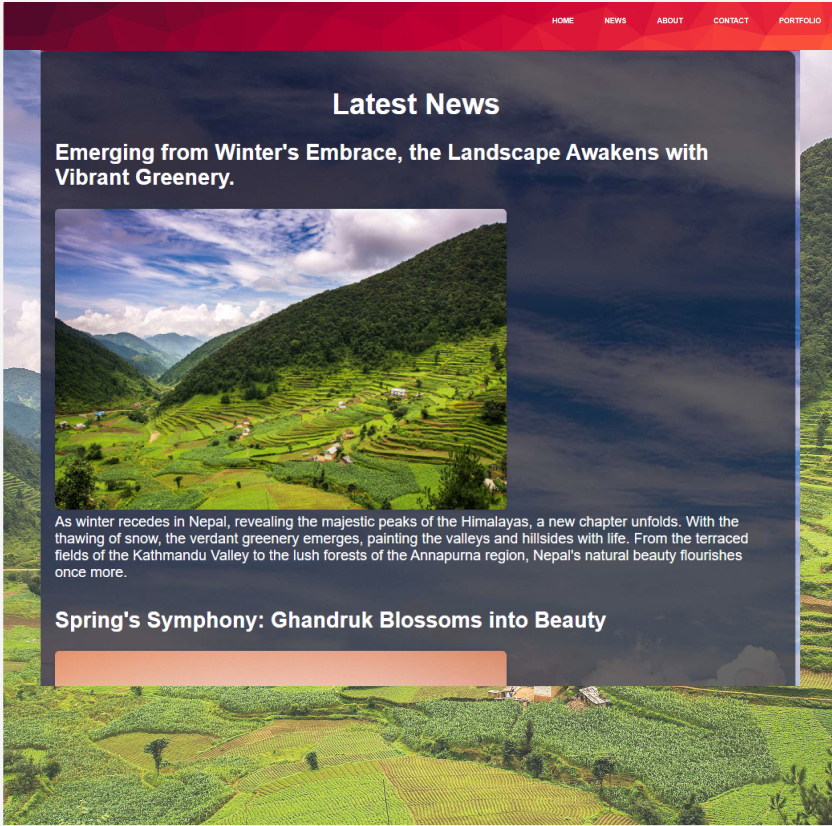 HOME NEWS ABOUT CONTACT PORTFOLIO
Latest News
Emerging from Winter's Embrace, the Landscape Awakens with
Vibrant Greenery.
As winter recedes in Nepal, revealing the majestic peaks of the Himalayas, a new chapter unfolds. With the
thawing of snow, the verdant greenery emerges, painting the valleys and hillsides with life. From the terraced
fields of the Kathmandu Valley to the lush forests of the Annapurna region, Nepal's natural beauty flourishes
once more.
Spring's Symphony: Ghandruk Blossoms into Beauty